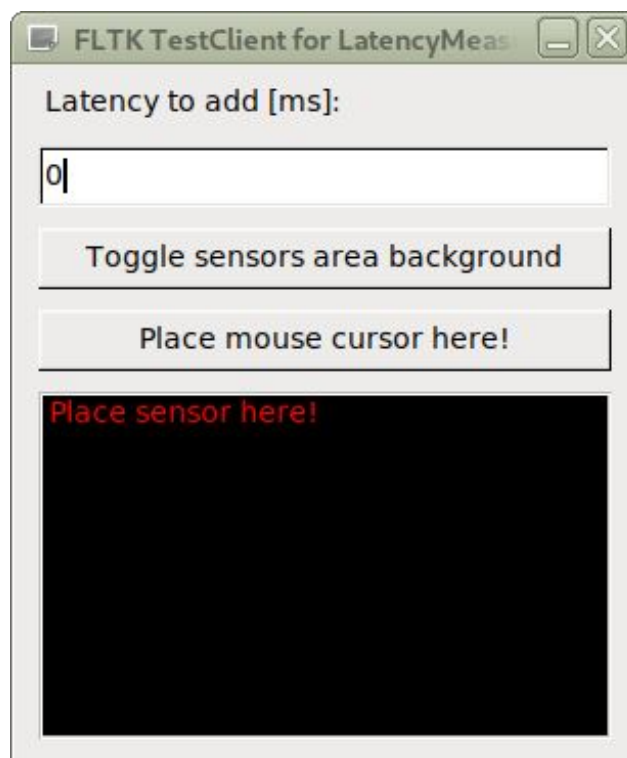 FLTK TestClient for LatencyMeas
Latency to add [ms]:
0
Toggle sensors area background
Place mouse cursor here!
Place sensor here!